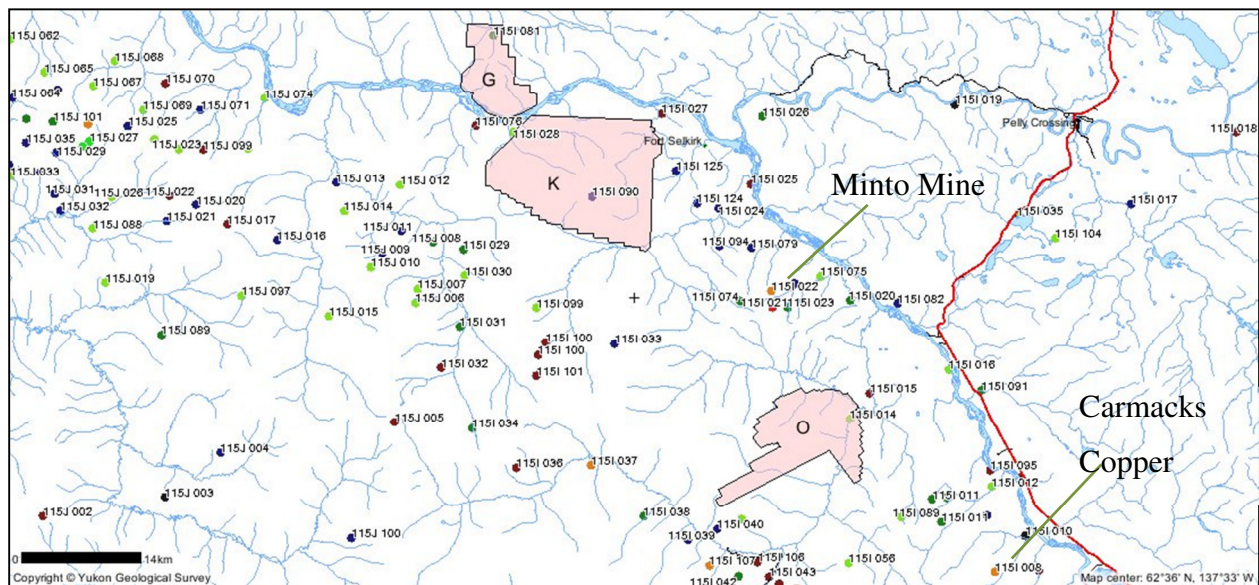 115I 081
115J 062
115J 068
115J 065
115J 067
115J 070
G
115J 064
115J 069
115J 071
115J 074
115I 027
115I 026
115I 019
115J 101
115J 025
115I 076
115I 028
Pelly Crossing
115I 018
115J 035
115J 027
115J 023
115J 099
Fort Selkirk
115J 029
115J 033
115I 125
115J 013
115J 012
K
115I 025
Minto Mine
115J 031
115J 026
115J 022
115I 090
115J 020
115I 124
115I 017
115J 032
115J 014
115I 024
115I 035
115J 021
115J 017
115J 088
115J 011
115I 104
115J 016
115J 008
115I 029
115I 094
115I 079
115J 009
115J 010
115I 030
115I 075
115J 019
115I 022
115J 007
115J 097
115J 006
115I 074
115I 021
115I 023
115I 020
115I 082
115I 099
115J 015
115J 089
115I 031
115I 100
115I 033
115I 100
115I 032
115I 101
115I 016
115I 091
115I 015
Carmacks
115J 005
115I 034
115I 014
O
115J 004
Copper
115I 036
115I 037
115I 095
115I 012
115J 003
115I 011
115J 002
115I 038
115I 089
115I 011
115I 040
115J 100
115I 039
115I 010
0
14km
115I 107
115I 106
115I 056
115I 043
115I 008
115I 042
Copyright © Yukon Geological Survey
Map center: 62°36' N, 137°33' W